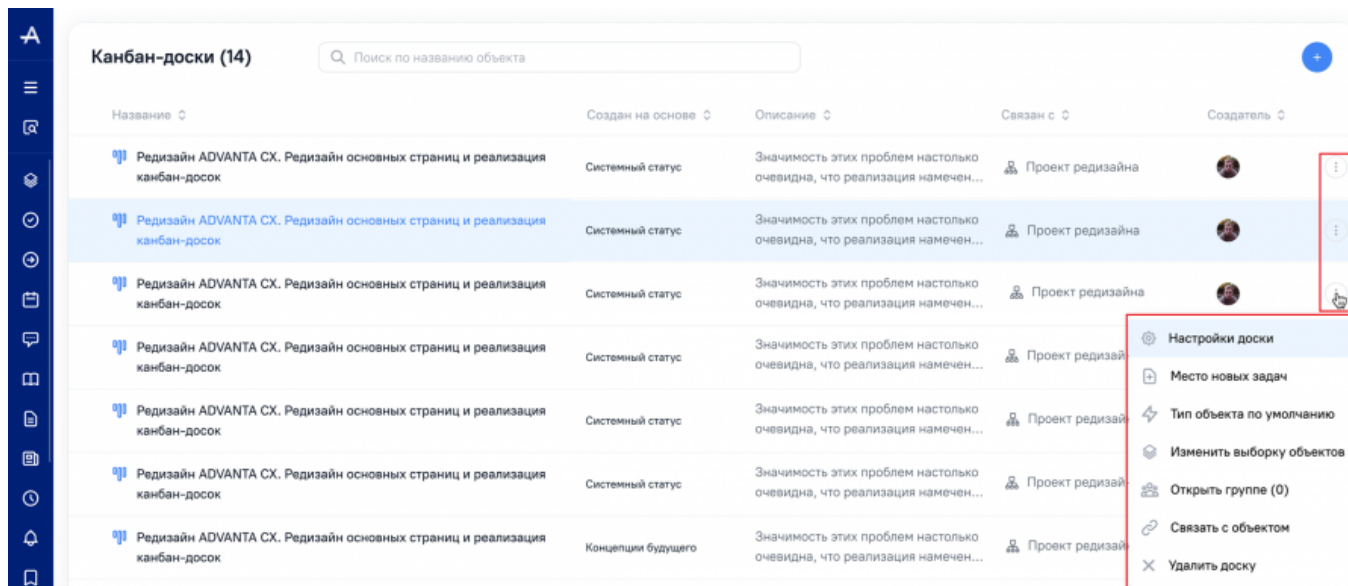 Канбан-доски (14)
Поиск по названию объекта
Название
Создан на основе
Описание
Связан с
Создатель
Редизайн ADVANTA CX. Редизайн основных страниц и реализация
канбан-досок
Системный статус
Значимость этих проблем настолько
очевидна, что реализация намечен...
Проект редизайна
Редизайн ADVANTA CX. Редизайн основных страниц и реализация
канбан-досок
Системный статус
Значимость этих проблем настолько
очевидна, что реализация намечен...
Проект редизайна
Редизайн ADVANTA CX. Редизайн основных страниц и реализация
канбан-досок
Системный статус
Значимость этих проблем настолько
очевидна, что реализация намечен...
Проект редизайна
Редизайн ADVANTA CX. Редизайн основных страниц и реализация
канбан-досок
Системный статус
Значимость этих проблем настолько
очевидна, что реализация намечен...
Проект редизай
Редизайн ADVANTA CX. Редизайн основных страниц и реализация
канбан-досок
Системный статус
Значимость этих проблем настолько
очевидна, что реализация намечен...
Проект редизай
Редизайн ADVANTA CX. Редизайн основных страниц и реализация
канбан-досок
Системный статус
Значимость этих проблем настолько
очевидна, что реализация намечен...
Проект редизай
Редизайн ADVANTA CX. Редизайн основных страниц и реализация
канбан-досок
Концепции будущего
Значимость этих проблем настолько
очевидна, что реализация намечен...
Проект редизай
Настройки доски
Место новых задач
Тип объекта по умолчанию
Изменить выборку объектов
Открыть группе (0)
Связать с объектом
Удалить доску